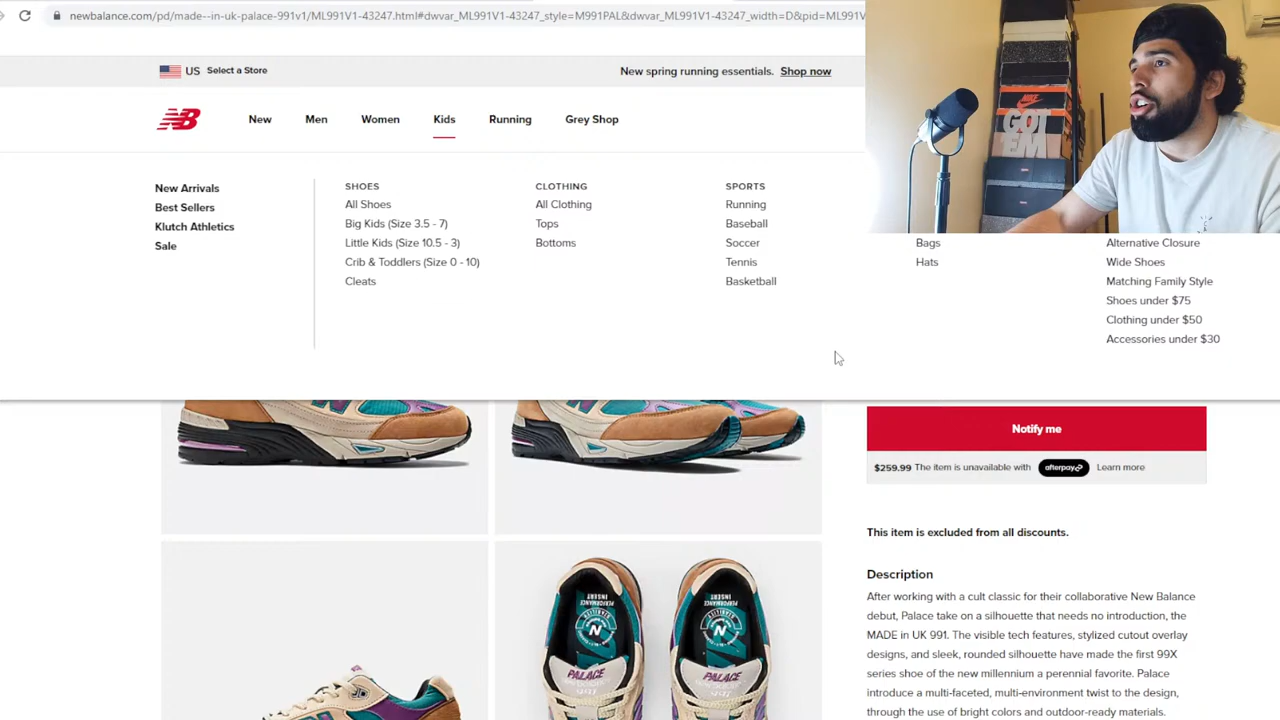 newbalance.com/pd/made--in-uk-palace-991v1/ML991V1-43247.html#dwvar_ML991V1-43247_style=M991PAL&dwvar_ML991V1-43247_width=D&pid=ML991V
US Select a Store
New spring running essentials. Shop now
NB
New Men Women Kids Running Grey Shop
New Arrivals
Best Sellers
Klutch Athletics
Sale
SHOES
All Shoes
Big Kids (Size 3.5 - 7)
Little Kids (Size 10.5 - 3)
Crib & Toddlers (Size 0 - 10)
Cleats
CLOTHING
All Clothing
Tops
Bottoms
SPORTS
Running
Baseball
Soccer
Tennis
Basketball
Bags
Hats
Alternative Closure
Wide Shoes
Matching Family Style
Shoes under $75
Clothing under $50
Accessories under $30
NIKE
GOT
EM
Notify me
$259.99 The item is unavailable with afterpay Learn more
This item is excluded from all discounts.
Description
After working with a cult classic for their collaborative New Balance
debut, Palace take on a silhouette that needs no introduction, the
MADE in UK 991. The visible tech features, stylized cutout overlay
designs, and sleek, rounded silhouette have made the first 99X
series shoe of the new millennium a perennial favorite. Palace
introduce a multi-faceted, multi-environment twist to the design,
through the use of bright colors and outdoor-ready materials.
PERFORMANCE
INSERT
N
PALACE
PERFORMANCE
INSERT
N
PALACE